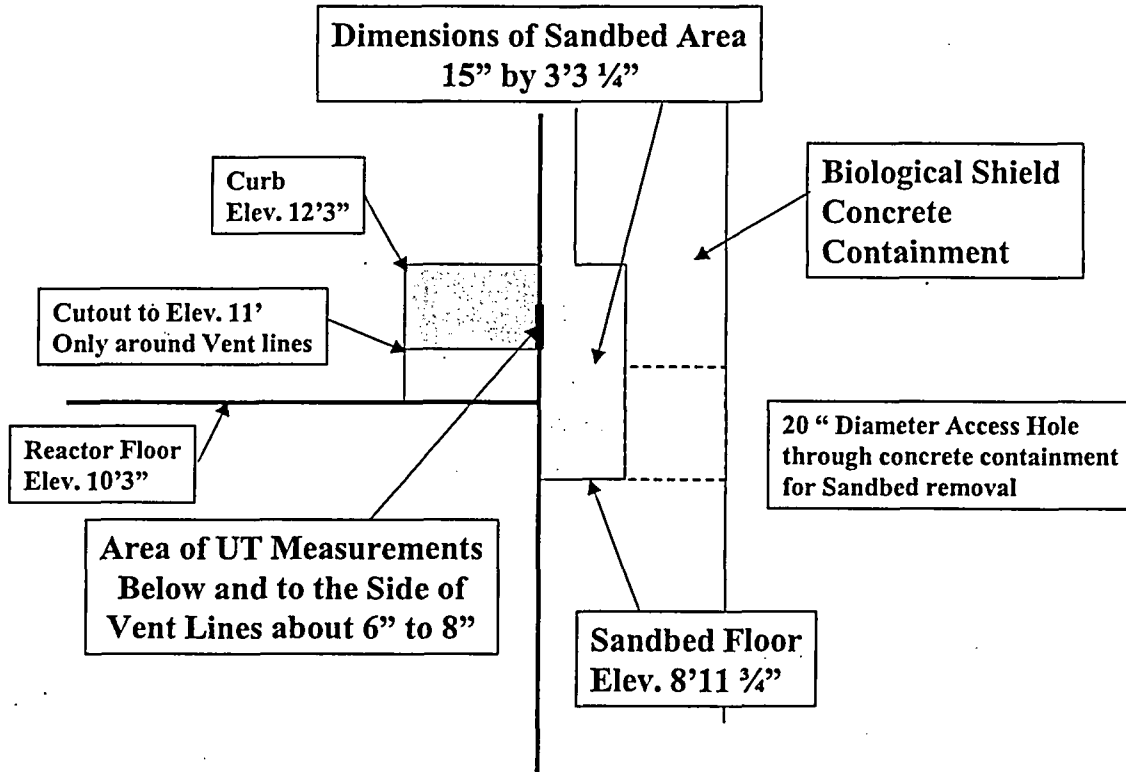 Dimensions of Sandbed Area
15” by 3’3 ¼”
Curb
Elev. 12’3”
Biological Shield
Concrete
Containment
Cutout to Elev. 11’
Only around Vent lines
Reactor Floor
Elev. 10’3”
20 “ Diameter Access Hole
through concrete containment
for Sandbed removal
Area of UT Measurements
Below and to the Side of
Vent Lines about 6” to 8”
Sandbed Floor
Elev. 8’11 ¾”